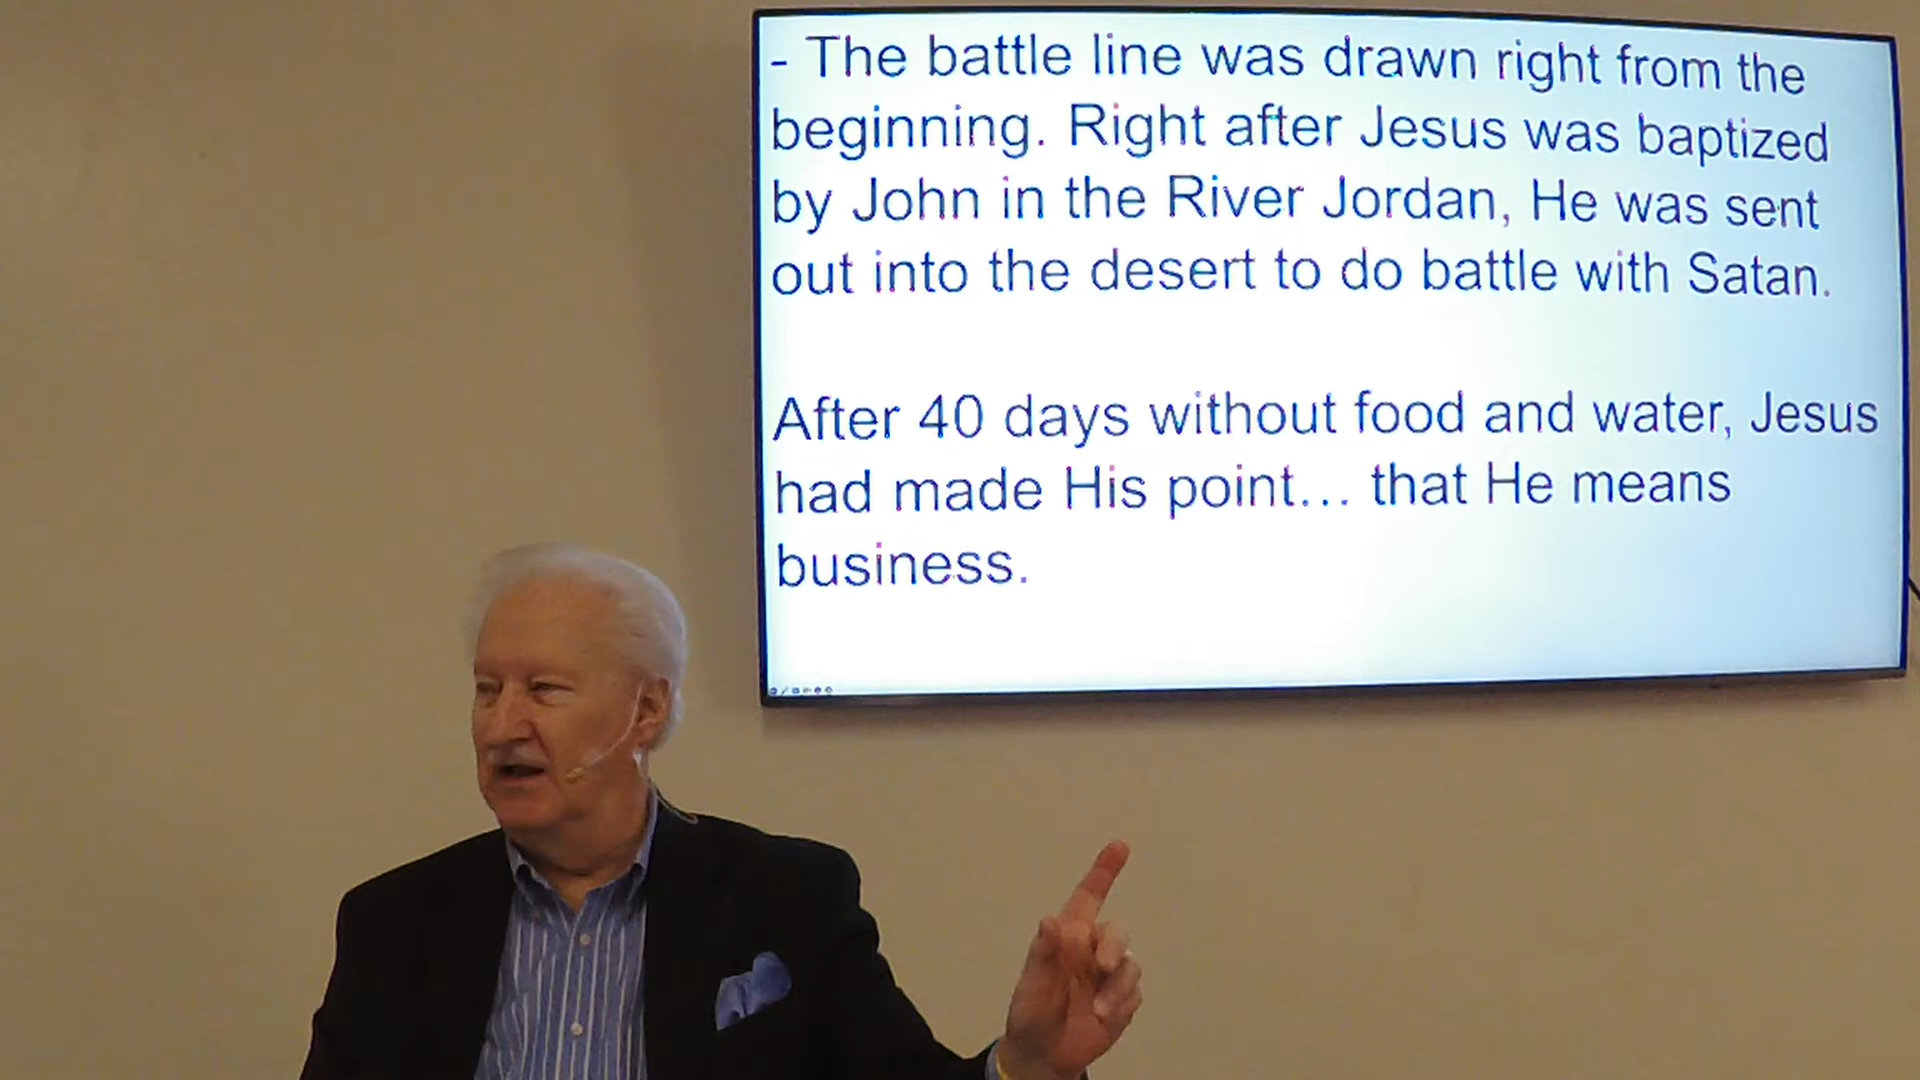 - The battle line was drawn right from the
beginning. Right after Jesus was baptized
by John in the River Jordan, He was sent
out into the desert to do battle with Satan.
After 40 days without food and water, Jesus
had made His point... that He means
business.